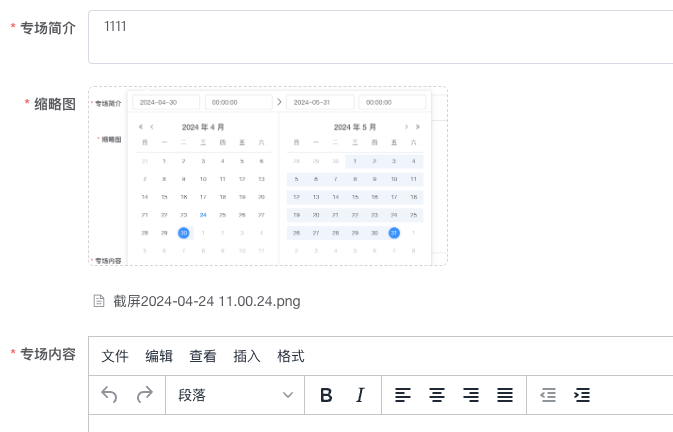 * 专场简介
1111
* 缩略图
* 专场简介
2024-04-30 00:00:00 > 2024-05-31 00:00:00
* 缩略图
« ‹ 2024 年 4 月 2024 年 5 月 › »
日 一 二 三 四 五 六 日 一 二 三 四 五 六
31 1 2 3 4 5 6 28 29 30 1 2 3 4
7 8 9 10 11 12 13 5 6 7 8 9 10 11
14 15 16 17 18 19 20 12 13 14 15 16 17 18
21 22 23 24 25 26 27 19 20 21 22 23 24 25
28 29 30 1 2 3 4 26 27 28 29 30 31 1
5 6 7 8 9 10 11 2 3 4 5 6 7 8
* 专场内容
截屏2024-04-24 11.00.24.png
* 专场内容
文件 编辑 查看 插入 格式
段落 B I